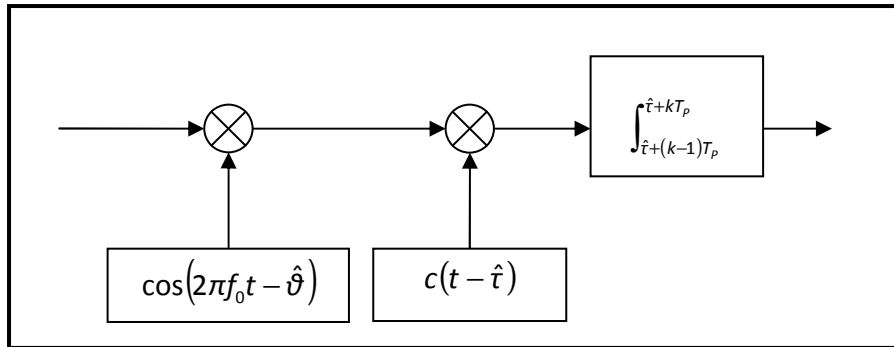 ∫_{τ̂+(k−1)T_P}^{τ̂+kT_P}
cos(2πf₀t − ϑ̂)
c(t − τ̂)